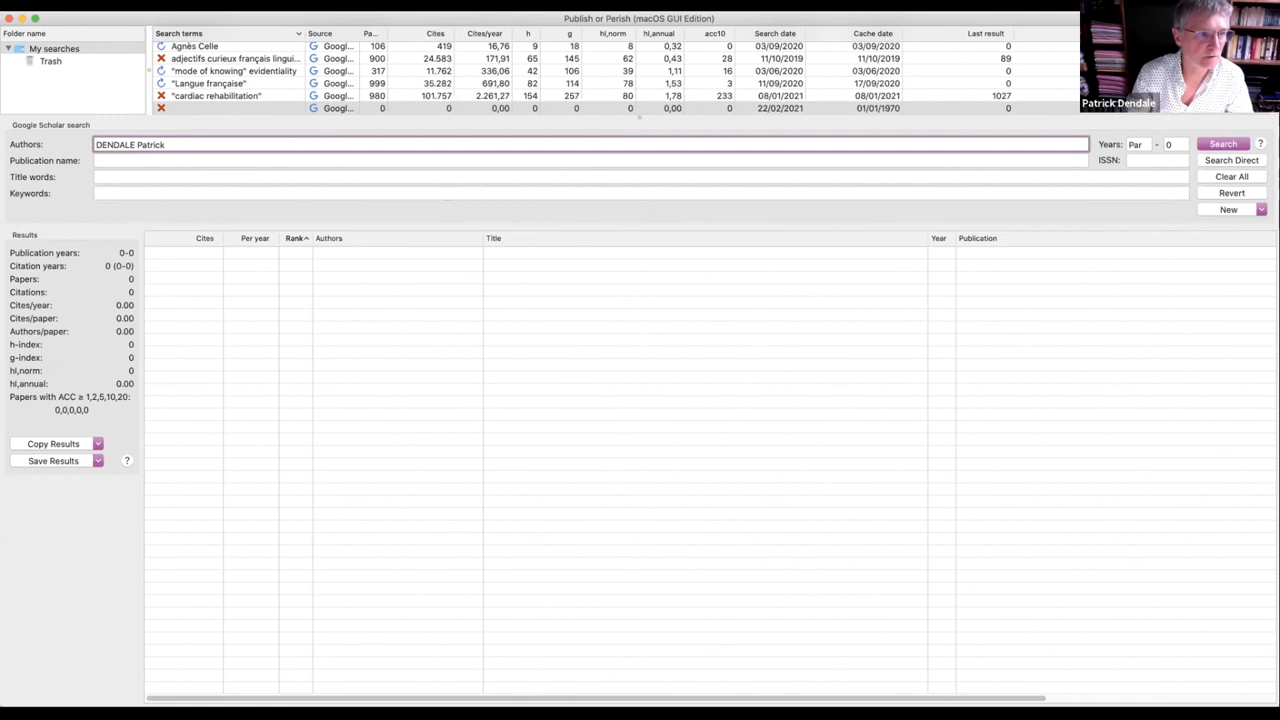 Publish or Perish (macOS GUI Edition)
Folder name
My searches
Trash
Search terms Source Pa... Cites Cites/year h g hI,norm hI,annual acc10 Search date Cache date Last result
Agnès Celle Googl... 106 419 16,76 9 18 8 0,32 0 03/09/2020 03/09/2020 0
adjectifs curieux français lingui... Googl... 900 24.583 171,91 65 145 62 0,43 28 11/10/2019 11/10/2019 89
"mode of knowing" evidentiality Googl... 317 11.762 336,06 42 106 39 1,11 16 03/06/2020 03/06/2020 0
"Langue française" Googl... 999 35.282 691,80 82 114 78 1,53 3 11/09/2020 17/09/2020 0
"cardiac rehabilitation" Googl... 980 101.757 2.261,27 154 257 80 1,78 233 08/01/2021 08/01/2021 1027
Googl... 0 0 0,00 0 0 0 0,00 0 22/02/2021 01/01/1970 0
Patrick Dendale
Google Scholar search
Authors: DENDALE Patrick Years: Par - 0 Search ?
Publication name: ISSN: Search Direct
Title words: Clear All
Keywords: Revert
New
Results
Cites Per year Rank Authors Title Year Publication
Publication years: 0-0
Citation years: 0 (0-0)
Papers: 0
Citations: 0
Cites/year: 0.00
Cites/paper: 0.00
Authors/paper: 0.00
h-index: 0
g-index: 0
hI,norm: 0
hI,annual: 0.00
Papers with ACC ≥ 1,2,5,10,20:
0,0,0,0,0
Copy Results
Save Results ?